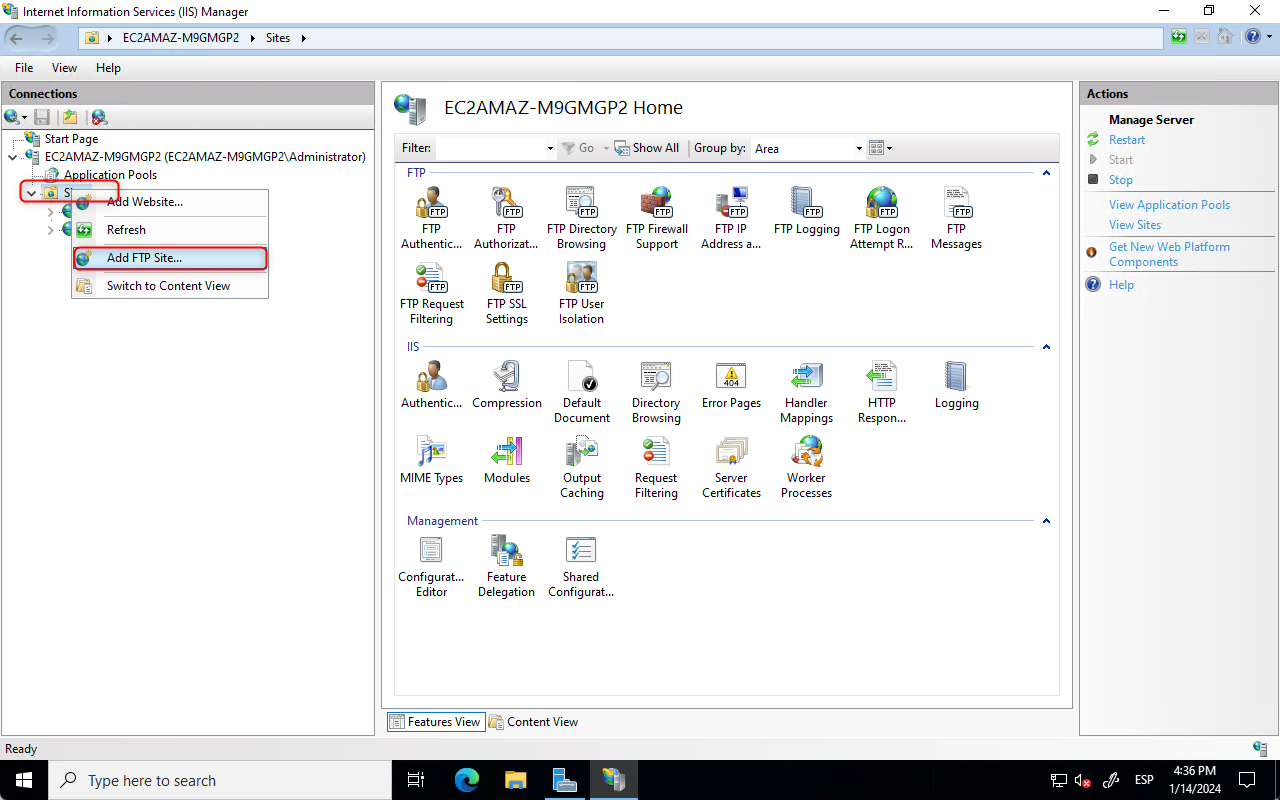 Internet Information Services (IIS) Manager
EC2AMAZ-M9GMGP2
Sites
File
View
Help
Connections
Start Page
EC2AMAZ-M9GMGP2 (EC2AMAZ-M9GMGP2\Administrator)
Application Pools
Add Website...
Refresh
Add FTP Site...
Switch to Content View
EC2AMAZ-M9GMGP2 Home
Filter:
Go
Show All
Group by:
Area
FTP
FTP Authentic...
FTP Authorizat...
FTP Directory Browsing
FTP Firewall Support
FTP IP Address a...
FTP Logging
FTP Logon Attempt R...
FTP Messages
FTP Request Filtering
FTP SSL Settings
FTP User Isolation
IIS
Authentic...
Compression
Default Document
Directory Browsing
Error Pages
Handler Mappings
HTTP Respon...
Logging
MIME Types
Modules
Output Caching
Request Filtering
Server Certificates
Worker Processes
Management
Configurat... Editor
Feature Delegation
Shared Configurat...
Features View
Content View
Actions
Manage Server
Restart
Start
Stop
View Application Pools
View Sites
Get New Web Platform
Components
Help
Ready
Type here to search
ESP
4:36 PM
1/14/2024